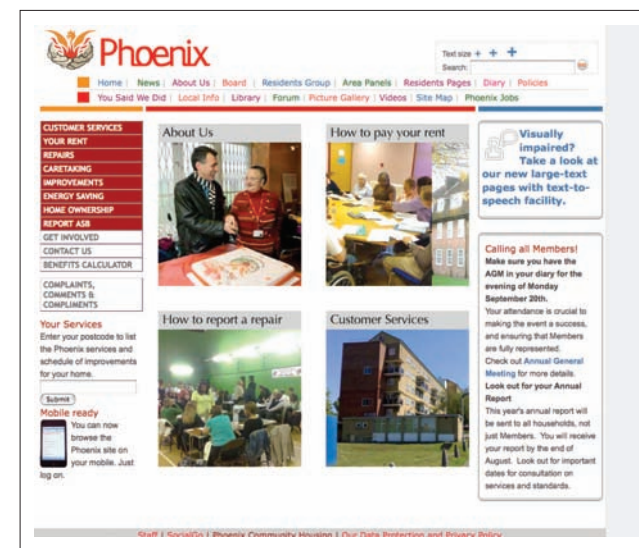 Phoenix
Text size + + +
Search:
Home | News | About Us | Board | Residents Group | Area Panels | Residents Pages | Diary | Policies
You Said We Did | Local Info | Library | Forum | Picture Gallery | Videos | Site Map | Phoenix Jobs
CUSTOMER SERVICES
YOUR RENT
REPAIRS
CARETAKING
IMPROVEMENTS
ENERGY SAVING
HOME OWNERSHIP
REPORT ASB
GET INVOLVED
CONTACT US
BENEFITS CALCULATOR
COMPLAINTS,
COMMENTS &
COMPLIMENTS
Your Services
Enter your postcode to list
the Phoenix services and
schedule of improvements
for your home.
Submit
Mobile ready
You can now
browse the
Phoenix site on
your mobile. Just
log on.
About Us
How to pay your rent
How to report a repair
Customer Services
Visually
impaired?
Take a look at
our new large-text
pages with text-to-
speech facility.
Calling all Members!
Make sure you have the
AGM in your diary for the
evening of Monday
September 20th.
Your attendance is crucial to
making the event a success,
and ensuring that Members
are fully represented.
Check out Annual General
Meeting for more details.
Look out for your Annual
Report
This year's annual report will
be sent to all households, not
just Members. You will receive
your report by the end of
August. Look out for important
dates for consultation on
services and standards.
Staff | SocialGo | Phoenix Community Housing | Our Data Protection and Privacy Policy